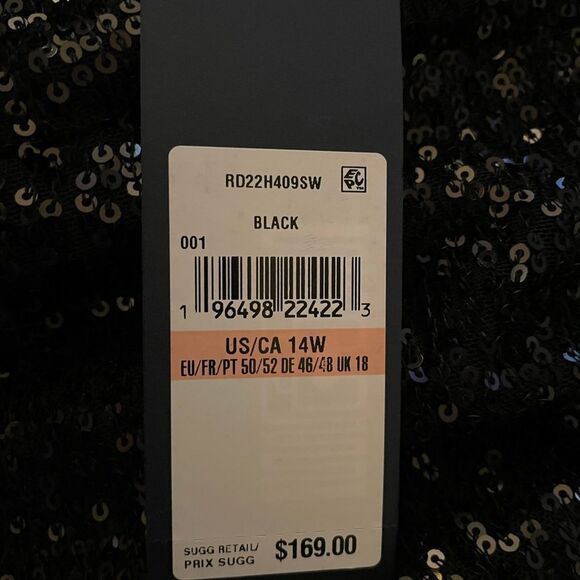 RD22H409SW EPC
BLACK
001
1 96498 22422 3
US/CA 14W
EU/FR/PT 50/52 DE 46/48 UK 18
SUGG RETAIL/
PRIX SUGG $169.00